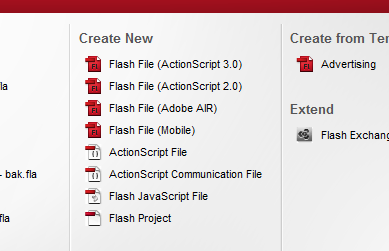 Create New
Flash File (ActionScript 3.0)
Flash File (ActionScript 2.0)
Flash File (Adobe AIR)
Flash File (Mobile)
ActionScript File
ActionScript Communication File
Flash JavaScript File
Flash Project
Create from Ter
Advertising
Extend
Flash Exchang
fla
- bak.fla
fla